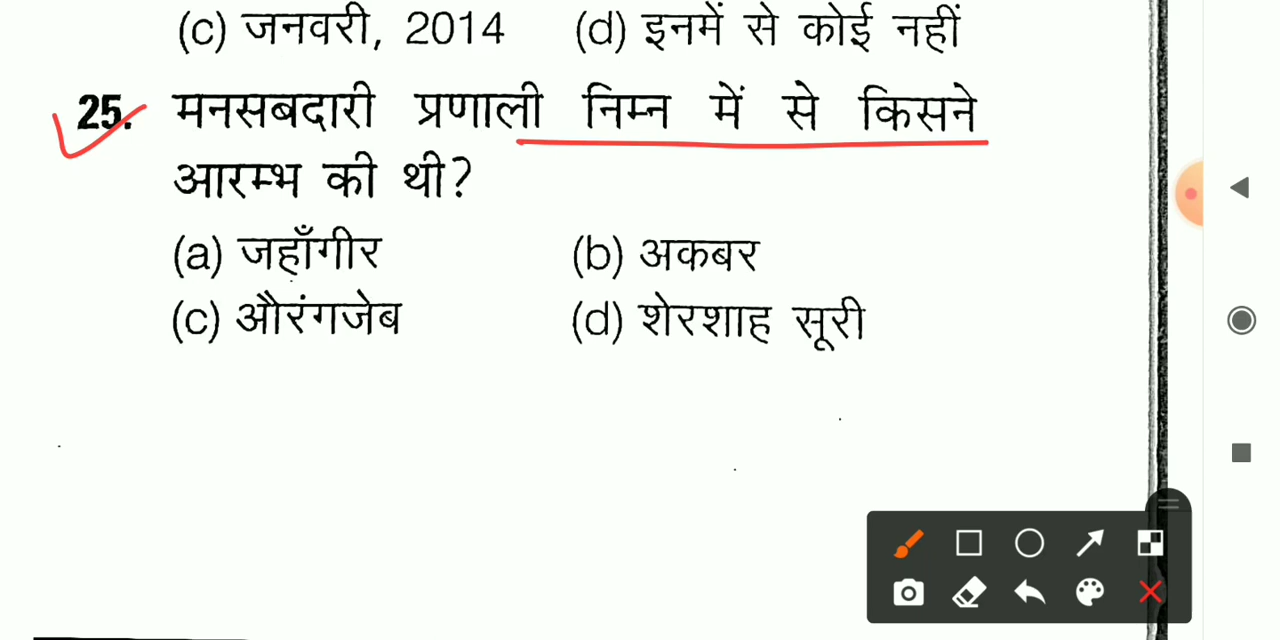 (c) जनवरी, 2014 (d) इनमें से कोई नहीं
25. मनसबदारी प्रणाली निम्न में से किसने
आरम्भ की थी?
(a) जहाँगीर (b) अकबर
(c) औरंगजेब (d) शेरशाह सूरी